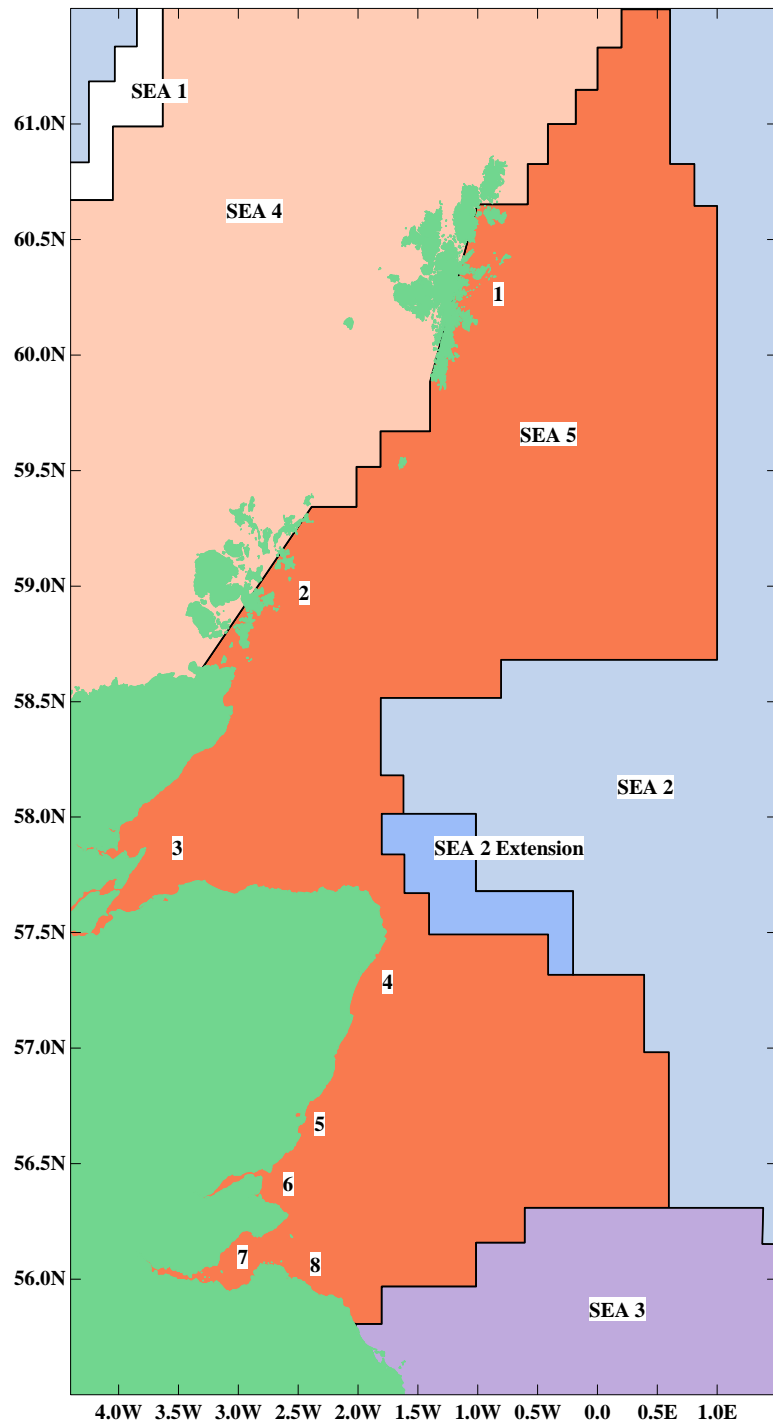 SEA 1
61.0N
SEA 4
60.5N
1
60.0N
SEA 5
59.5N
59.0N
2
58.5N
SEA 2
58.0N
3
SEA 2 Extension
57.5N
4
57.0N
5
56.5N
6
7
8
56.0N
SEA 3
4.0W 3.5W 3.0W 2.5W 2.0W 1.5W 1.0W 0.5W 0.0 0.5E 1.0E